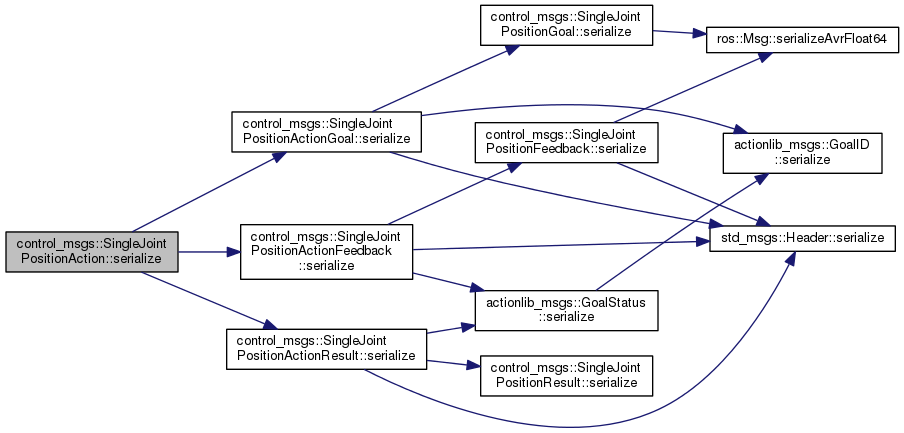 control_msgs::SingleJoint
PositionAction::serialize
control_msgs::SingleJoint
PositionActionGoal::serialize
control_msgs::SingleJoint
PositionActionFeedback
::serialize
control_msgs::SingleJoint
PositionActionResult::serialize
control_msgs::SingleJoint
PositionGoal::serialize
control_msgs::SingleJoint
PositionFeedback::serialize
actionlib_msgs::GoalStatus
::serialize
control_msgs::SingleJoint
PositionResult::serialize
ros::Msg::serializeAvrFloat64
actionlib_msgs::GoalID
::serialize
std_msgs::Header::serialize